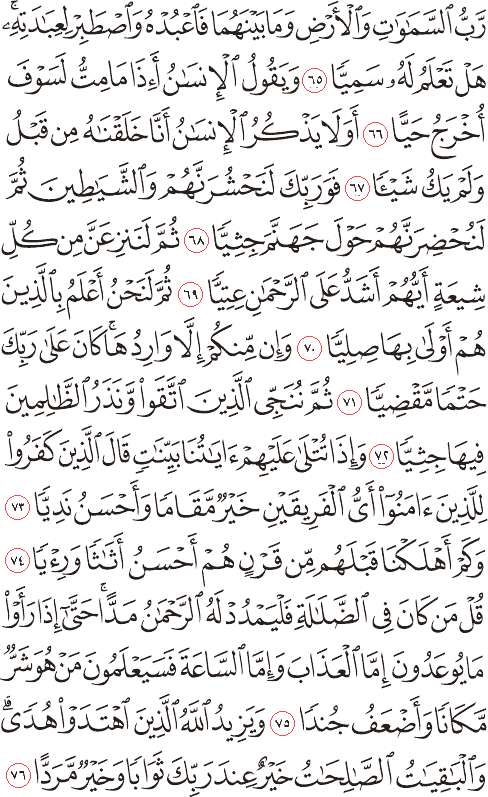 رَّبُّ ٱلسَّمَٰوَٰتِ وَٱلْأَرْضِ وَمَا بَيْنَهُمَا فَٱعْبُدْهُ وَٱصْطَبِرْ لِعِبَٰدَتِهِۦۚ
هَلْ تَعْلَمُ لَهُۥ سَمِيًّا ٦٥ وَيَقُولُ ٱلْإِنسَٰنُ أَءِذَا مَا مِتُّ لَسَوْفَ
أُخْرَجُ حَيًّا ٦٦ أَوَلَا يَذْكُرُ ٱلْإِنسَٰنُ أَنَّا خَلَقْنَٰهُ مِن قَبْلُ
وَلَمْ يَكُ شَيْـًٔا ٦٧ فَوَرَبِّكَ لَنَحْشُرَنَّهُمْ وَٱلشَّيَٰطِينَ ثُمَّ
لَنُحْضِرَنَّهُمْ حَوْلَ جَهَنَّمَ جِثِيًّا ٦٨ ثُمَّ لَنَنزِعَنَّ مِن كُلِّ
شِيعَةٍ أَيُّهُمْ أَشَدُّ عَلَى ٱلرَّحْمَٰنِ عِتِيًّا ٦٩ ثُمَّ لَنَحْنُ أَعْلَمُ بِٱلَّذِينَ
هُمْ أَوْلَىٰ بِهَا صِلِيًّا ٧٠ وَإِن مِّنكُمْ إِلَّا وَارِدُهَاۚ كَانَ عَلَىٰ رَبِّكَ
حَتْمًا مَّقْضِيًّا ٧١ ثُمَّ نُنَجِّى ٱلَّذِينَ ٱتَّقَوا۟ وَّنَذَرُ ٱلظَّٰلِمِينَ
فِيهَا جِثِيًّا ٧٢ وَإِذَا تُتْلَىٰ عَلَيْهِمْ ءَايَٰتُنَا بَيِّنَٰتٍ قَالَ ٱلَّذِينَ كَفَرُوا۟
لِلَّذِينَ ءَامَنُوٓا۟ أَىُّ ٱلْفَرِيقَيْنِ خَيْرٌ مَّقَامًا وَأَحْسَنُ نَدِيًّا ٧٣
وَكَمْ أَهْلَكْنَا قَبْلَهُم مِّن قَرْنٍ هُمْ أَحْسَنُ أَثَٰثًا وَرِءْيًا ٧٤
قُلْ مَن كَانَ فِى ٱلضَّلَٰلَةِ فَلْيَمْدُدْ لَهُ ٱلرَّحْمَٰنُ مَدًّاۚ حَتَّىٰٓ إِذَا رَأَوْا۟
مَا يُوعَدُونَ إِمَّا ٱلْعَذَابَ وَإِمَّا ٱلسَّاعَةَ فَسَيَعْلَمُونَ مَنْ هُوَ شَرٌّ
مَّكَانًا وَأَضْعَفُ جُندًا ٧٥ وَيَزِيدُ ٱللَّهُ ٱلَّذِينَ ٱهْتَدَوْا۟ هُدًىۗ
وَٱلْبَٰقِيَٰتُ ٱلصَّٰلِحَٰتُ خَيْرٌ عِندَ رَبِّكَ ثَوَابًا وَخَيْرٌ مَّرَدًّا ٧٦